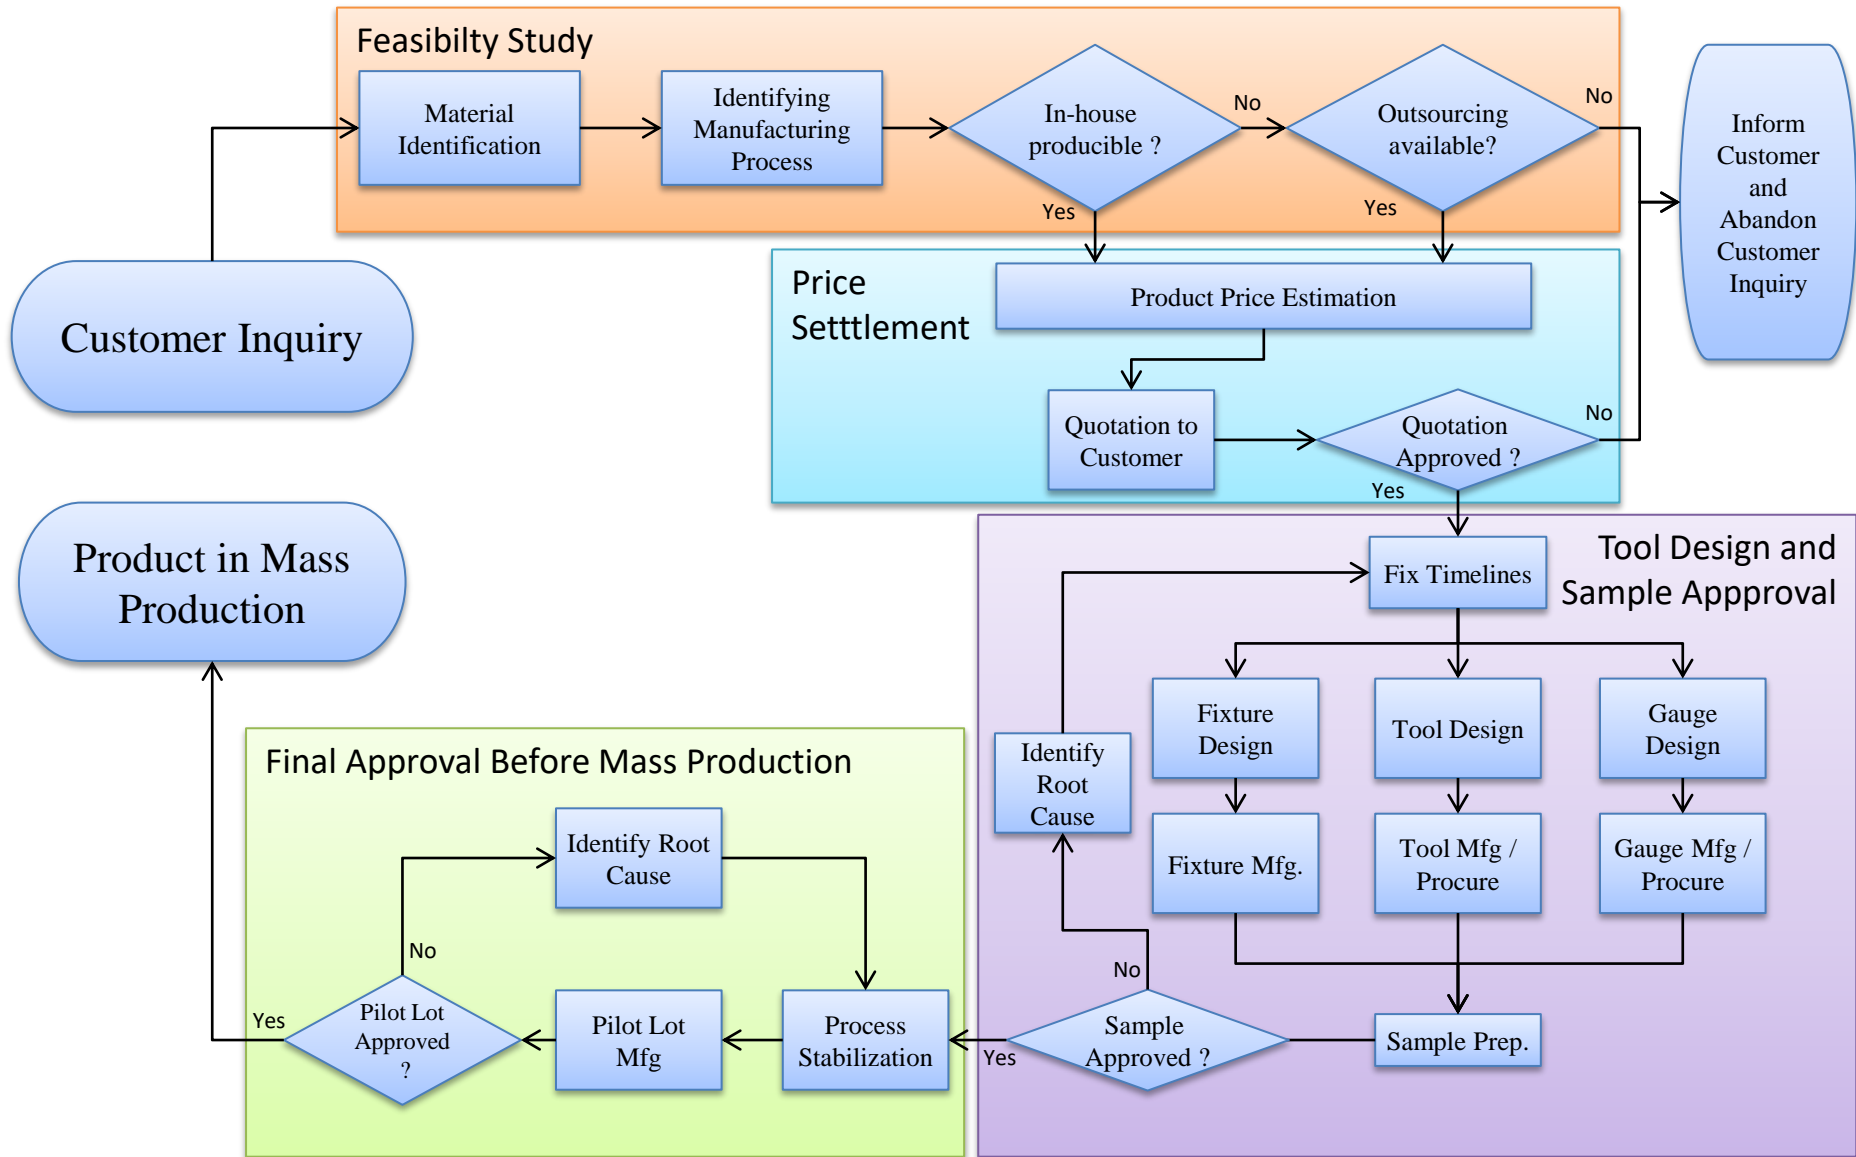 Feasibilty Study
Material
Identification
Identifying
Manufacturing
Process
In-house
producible ?
No
Outsourcing
available?
No
Yes
Yes
Inform
Customer
and
Abandon
Customer
Inquiry
Customer Inquiry
Price
Setttlement
Product Price Estimation
Quotation to
Customer
Quotation
Approved ?
No
Yes
Tool Design and
Sample Appproval
Fix Timelines
Fixture
Design
Tool Design
Gauge
Design
Identify
Root
Cause
Fixture Mfg.
Tool Mfg /
Procure
Gauge Mfg /
Procure
No
Sample
Approved ?
Yes
Sample Prep.
Product in Mass
Production
Final Approval Before Mass Production
Identify Root
Cause
No
Yes
Pilot Lot
Approved
?
Pilot Lot
Mfg
Process
Stabilization